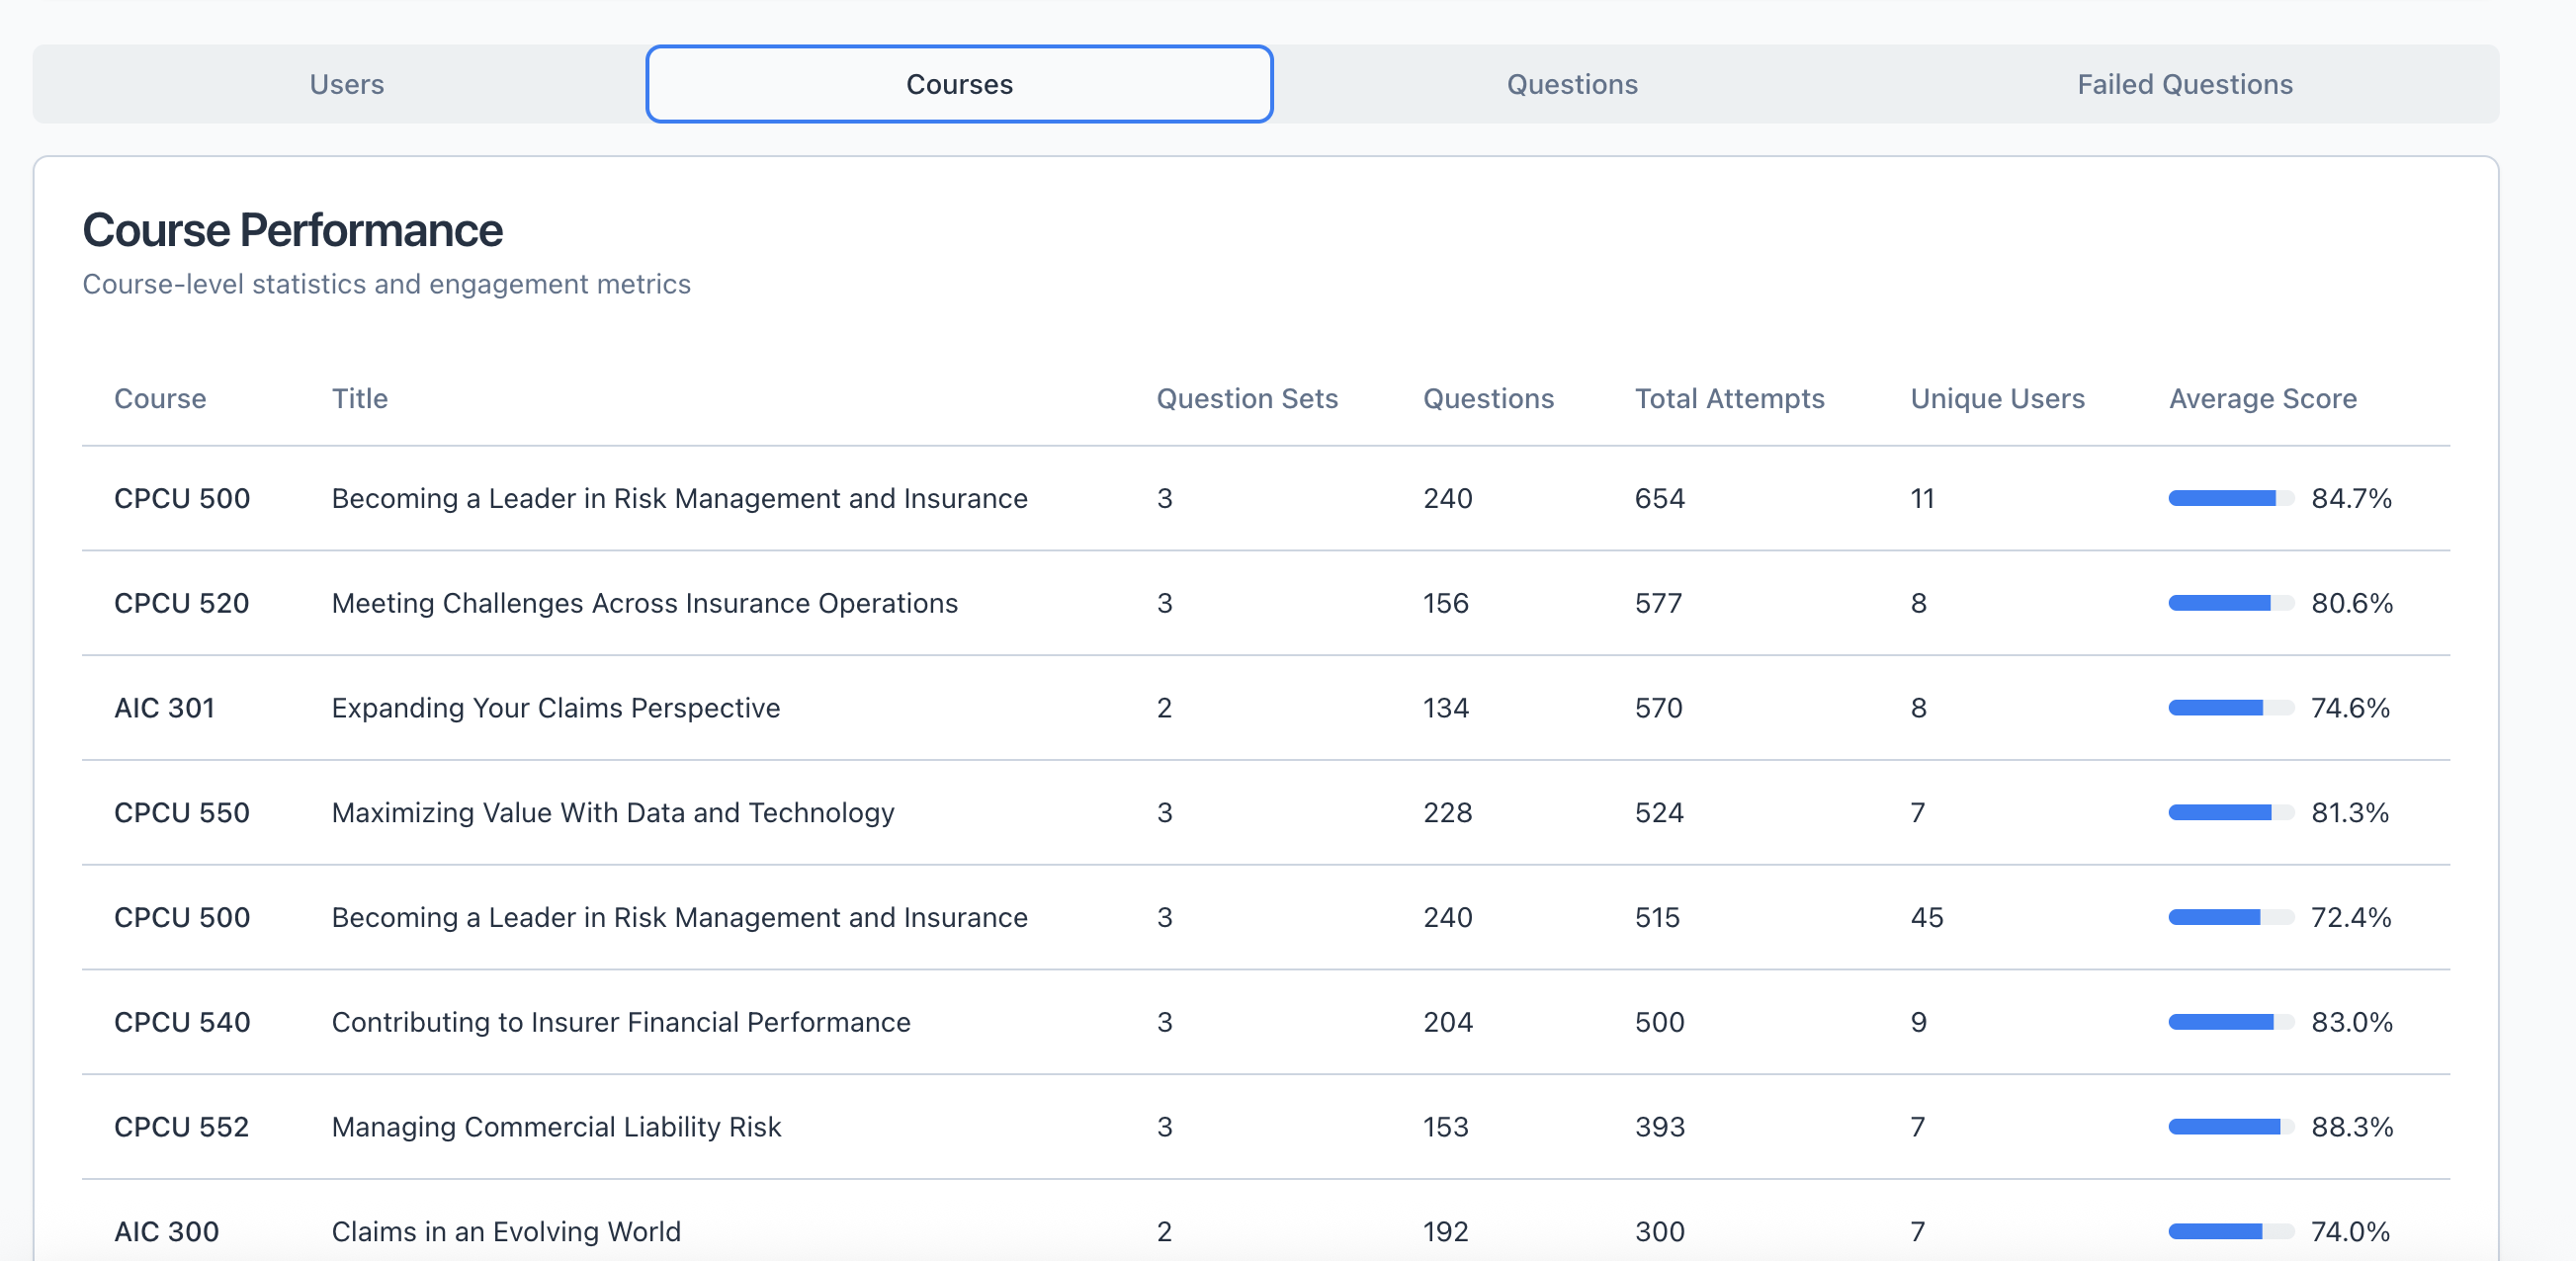 Users Courses Questions Failed Questions
Course Performance
Course-level statistics and engagement metrics
Course Title Question Sets Questions Total Attempts Unique Users Average Score
CPCU 500 Becoming a Leader in Risk Management and Insurance 3 240 654 11 84.7%
CPCU 520 Meeting Challenges Across Insurance Operations 3 156 577 8 80.6%
AIC 301 Expanding Your Claims Perspective 2 134 570 8 74.6%
CPCU 550 Maximizing Value With Data and Technology 3 228 524 7 81.3%
CPCU 500 Becoming a Leader in Risk Management and Insurance 3 240 515 45 72.4%
CPCU 540 Contributing to Insurer Financial Performance 3 204 500 9 83.0%
CPCU 552 Managing Commercial Liability Risk 3 153 393 7 88.3%
AIC 300 Claims in an Evolving World 2 192 300 7 74.0%